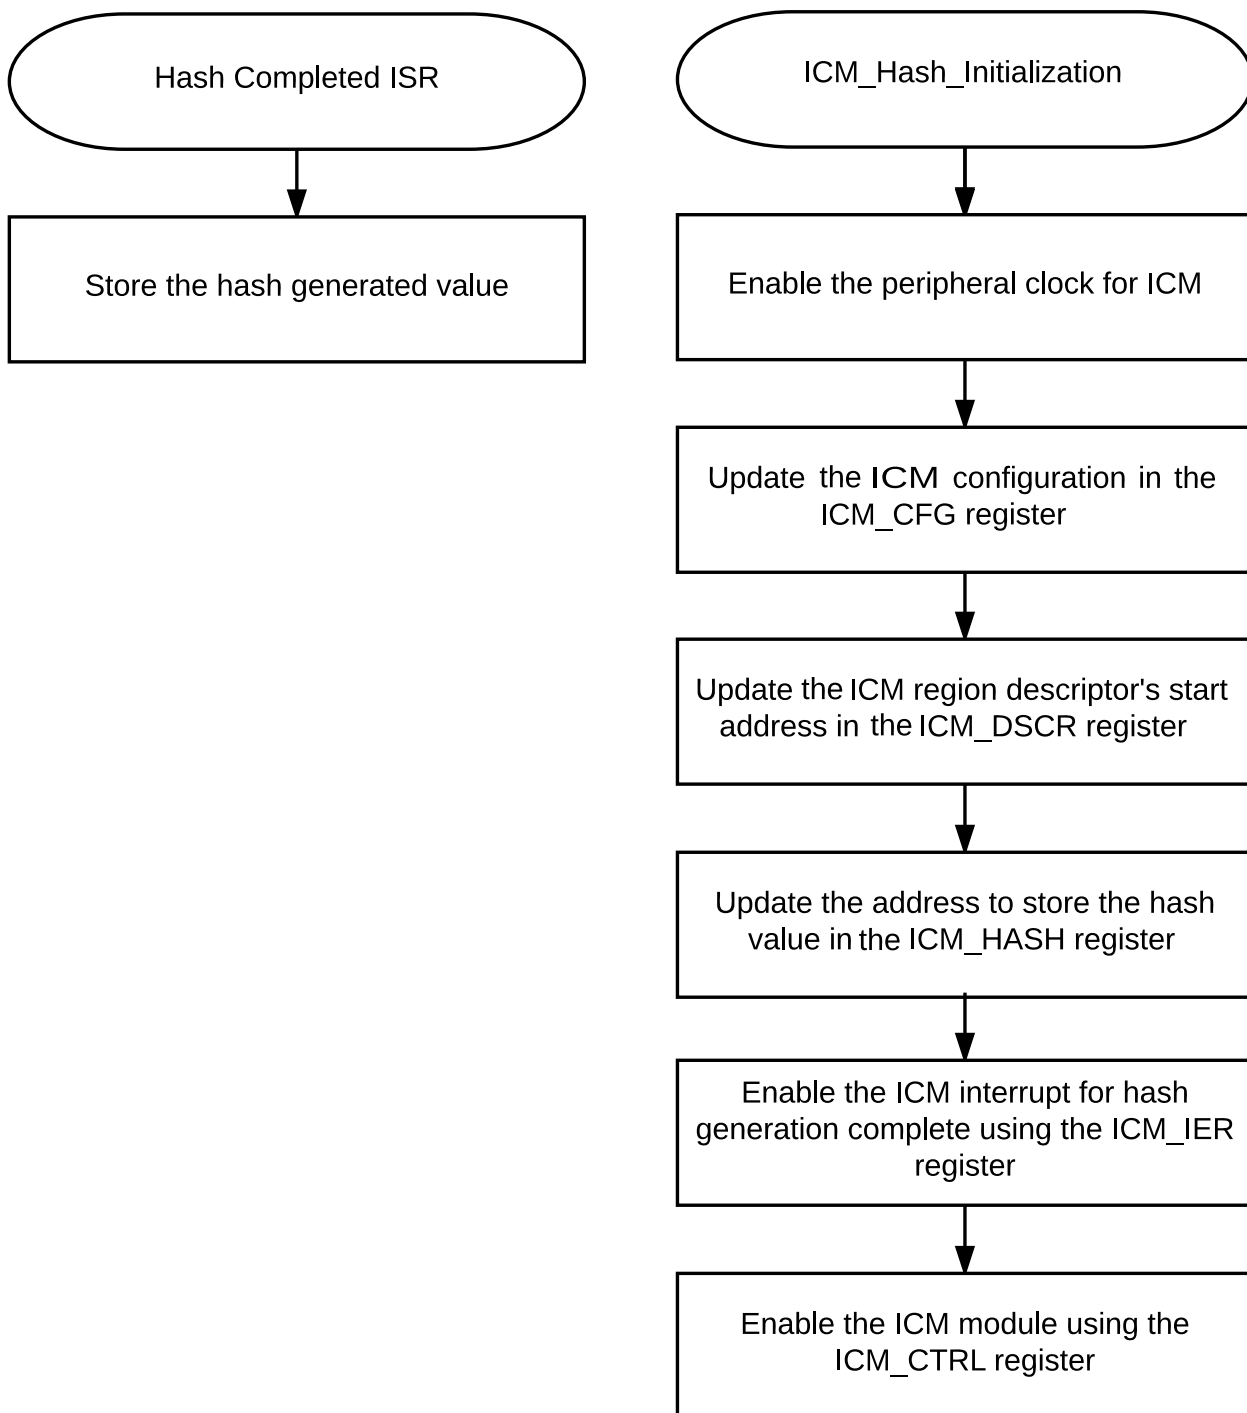 Hash Completed ISR
Store the hash generated value
ICM_Hash_Initialization
Enable the peripheral clock for ICM
Update the ICM configuration in the
ICM_CFG register
Update the ICM region descriptor's start
address in the ICM_DSCR register
Update the address to store the hash
value in the ICM_HASH register
Enable the ICM interrupt for hash
generation complete using the ICM_IER
register
Enable the ICM module using the
ICM_CTRL register